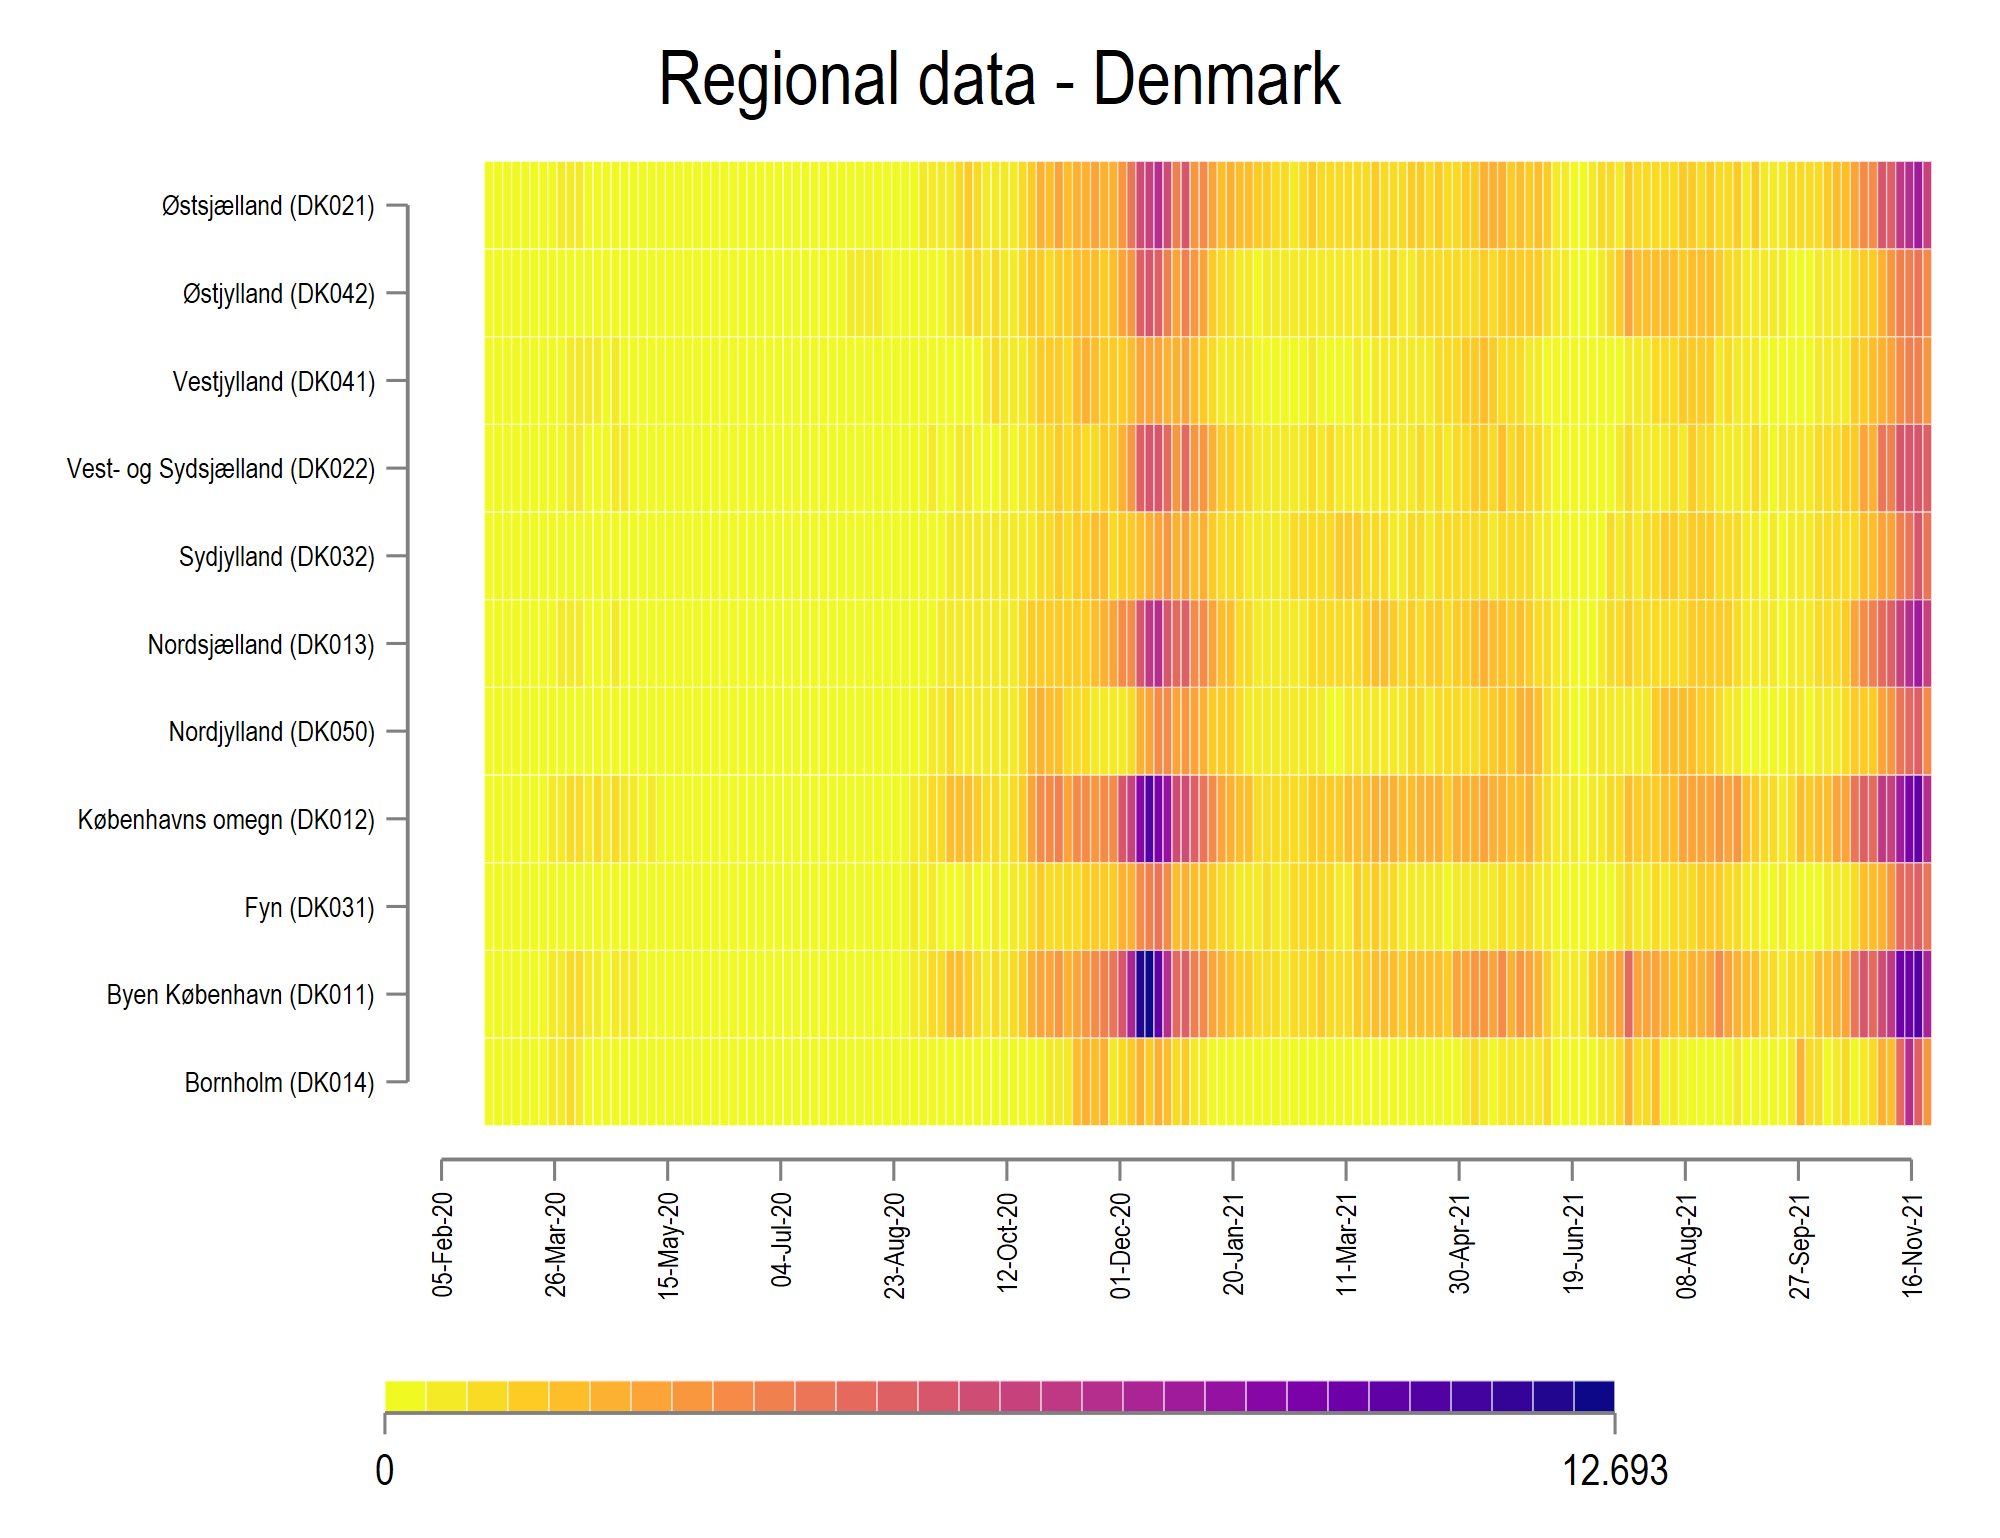 Regional data - Denmark
Østsjælland (DK021)
Østjylland (DK042)
Vestjylland (DK041)
Vest- og Sydsjælland (DK022)
Sydjylland (DK032)
Nordsjælland (DK013)
Nordjylland (DK050)
Københavns omegn (DK012)
Fyn (DK031)
Byen København (DK011)
Bornholm (DK014)
05-Feb-20
26-Mar-20
15-May-20
04-Jul-20
23-Aug-20
12-Oct-20
01-Dec-20
20-Jan-21
11-Mar-21
30-Apr-21
19-Jun-21
08-Aug-21
27-Sep-21
16-Nov-21
0
12.693